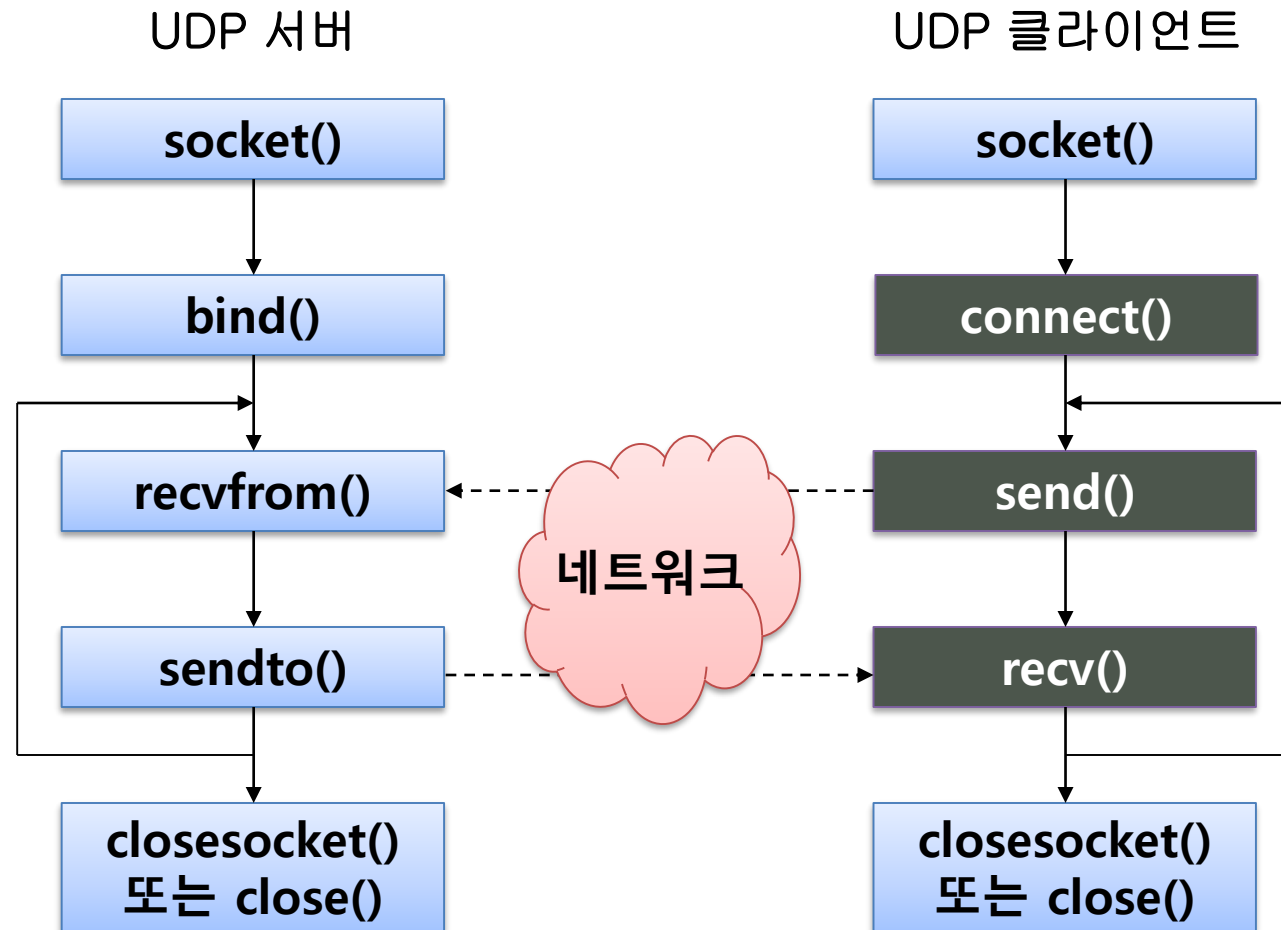 UDP 서버
UDP 클라이언트
socket()
socket()
bind()
connect()
recvfrom()
send()
네트워크
sendto()
recv()
closesocket()
또는 close()
closesocket()
또는 close()